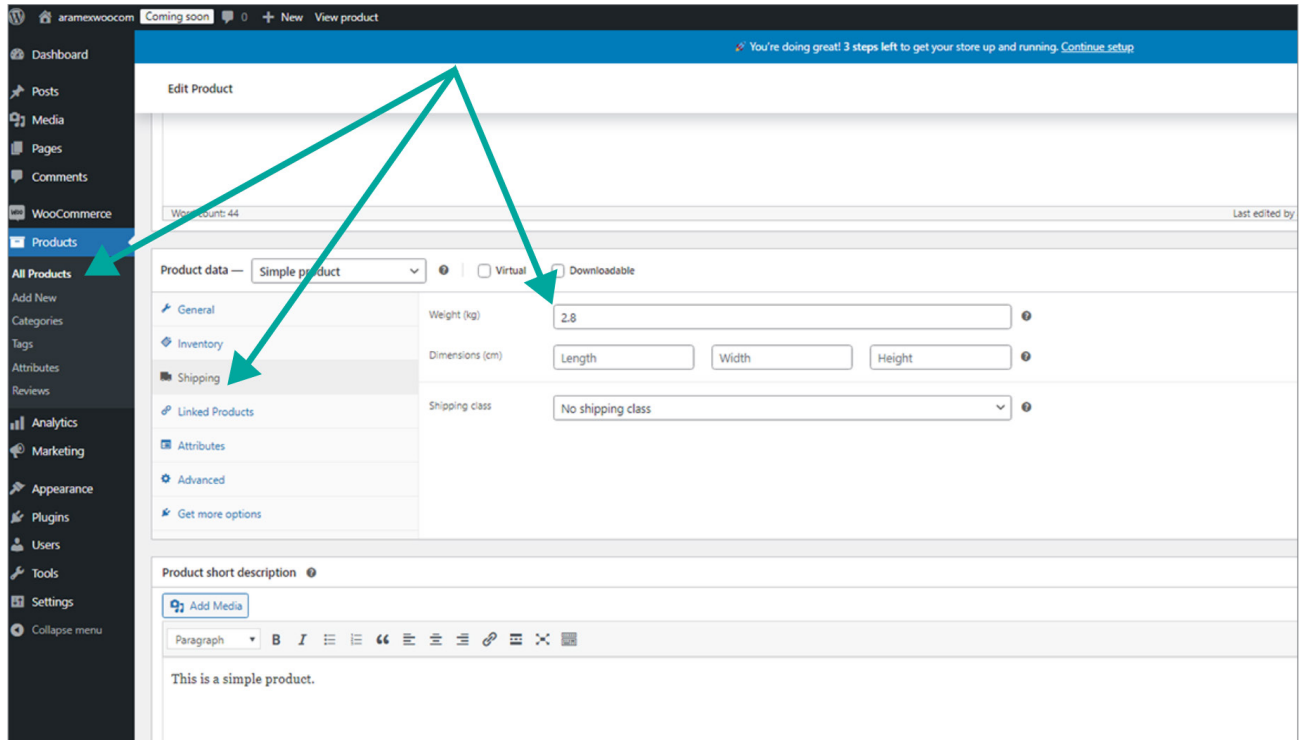 aramexwoocom Coming soon 0 + New View product
🎉 You're doing great! 3 steps left to get your store up and running. Continue setup
Dashboard
Posts
Media
Pages
Comments
WooCommerce
Products
All Products
Add New
Categories
Tags
Attributes
Reviews
Analytics
Marketing
Appearance
Plugins
Users
Tools
Settings
Collapse menu
Edit Product
Word count: 44
Last edited by
Product data — Simple product Virtual Downloadable
General
Inventory
Shipping
Linked Products
Attributes
Advanced
Get more options
Weight (kg) 2.8
Dimensions (cm) Length Width Height
Shipping class No shipping class
Product short description
Add Media
Paragraph B I
This is a simple product.